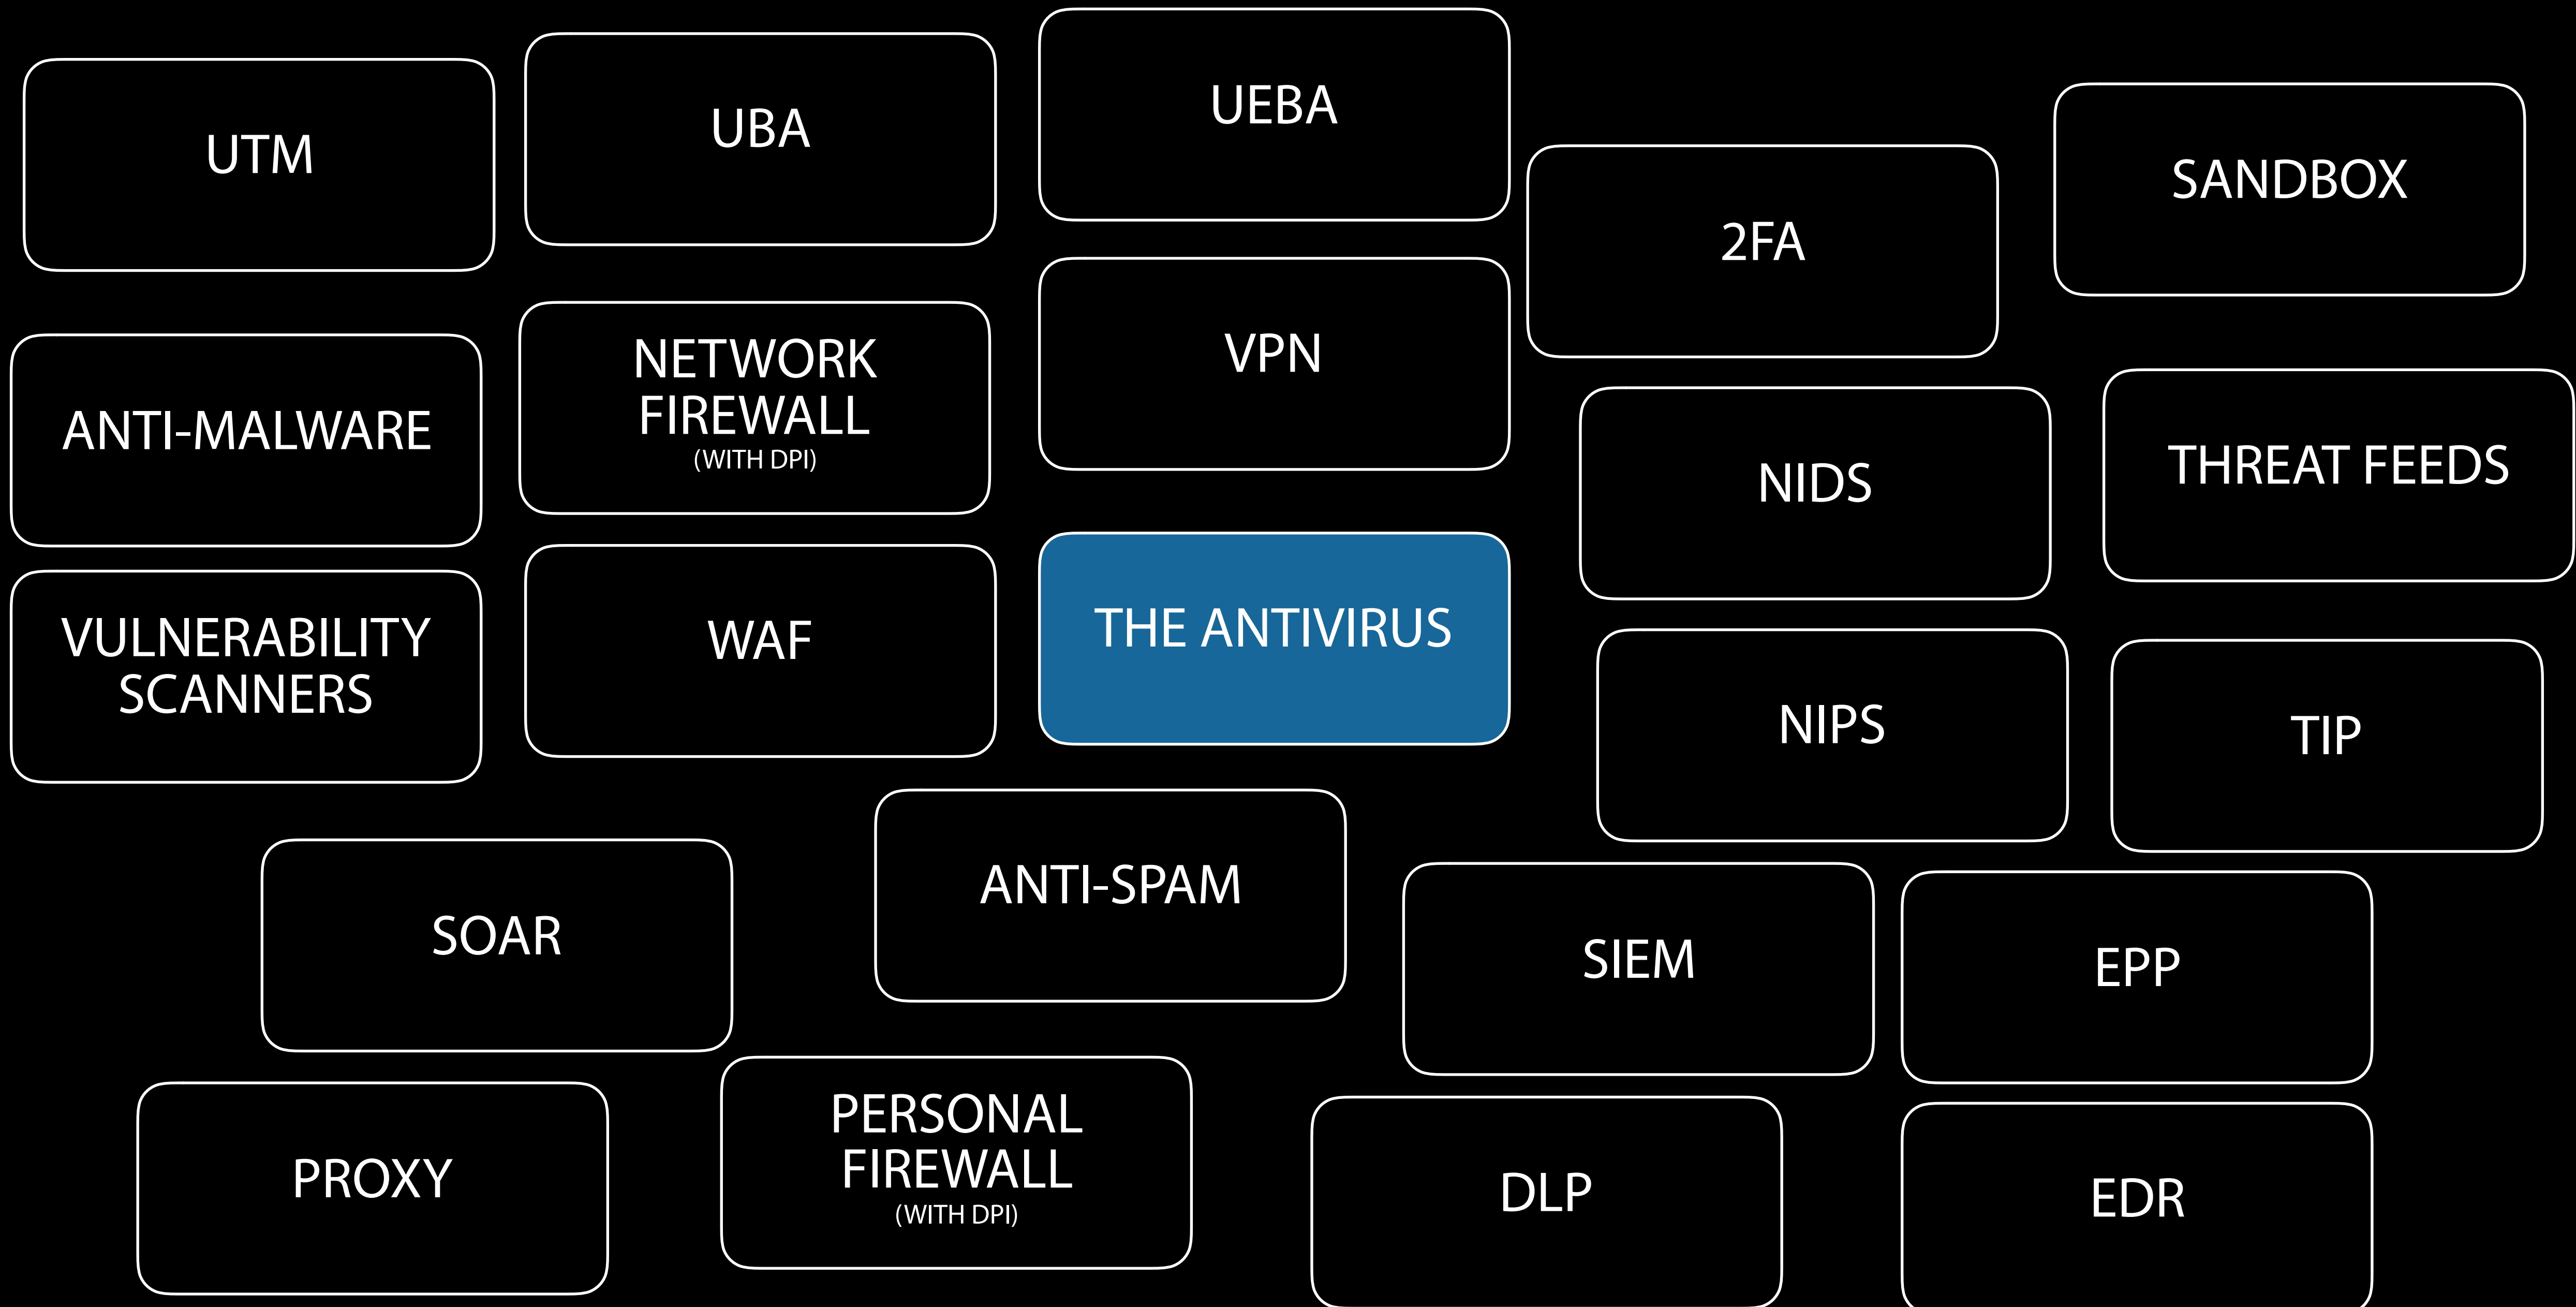 UTM
UBA
UEBA
2FA
SANDBOX
ANTI-MALWARE
NETWORK
FIREWALL
(WITH DPI)
VPN
NIDS
THREAT FEEDS
VULNERABILITY
SCANNERS
WAF
THE ANTIVIRUS
NIPS
TIP
SOAR
ANTI-SPAM
SIEM
EPP
PROXY
PERSONAL
FIREWALL
(WITH DPI)
DLP
EDR